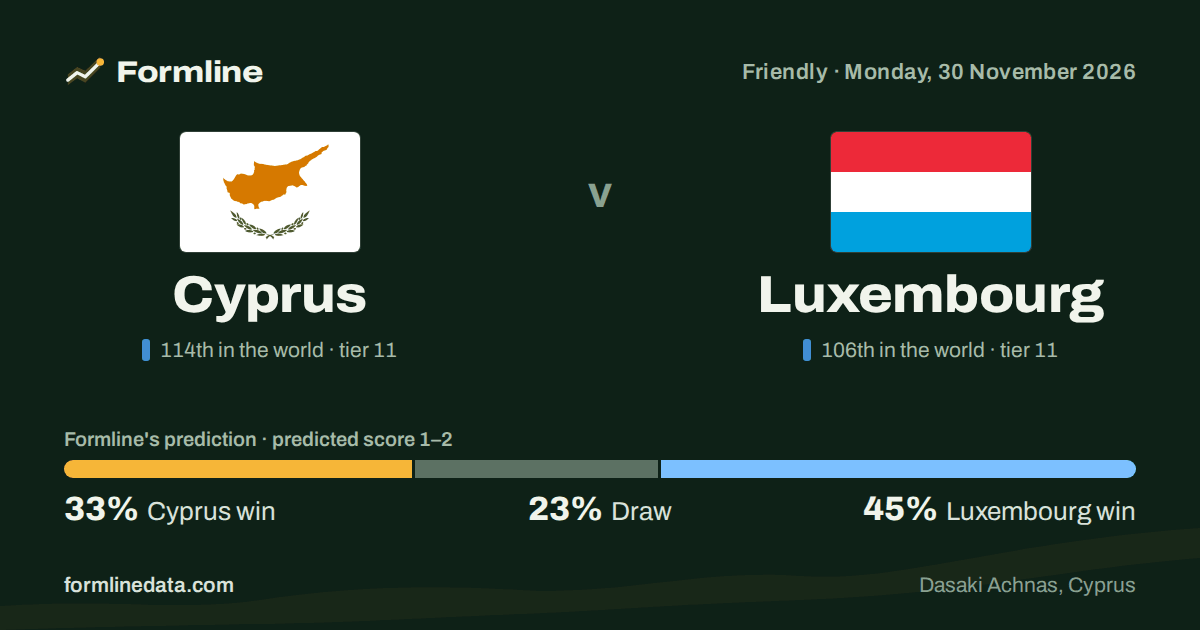 Formline
Friendly · Monday, 30 November 2026
v
Cyprus
Luxembourg
114th in the world · tier 11
106th in the world · tier 11
Formline's prediction · predicted score 1–2
33% Cyprus win
23% Draw
45% Luxembourg win
formlinedata.com
Dasaki Achnas, Cyprus